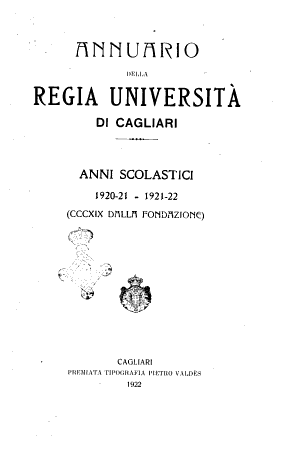 ANNUARIO
DELLA
REGIA UNIVERSITÀ
DI CAGLIARI
ANNI SCOLASTICI
1920-21 - 1921-22
(CCCXIX DALLA FONDAZIONE)
CAGLIARI
PREMIATA TIPOGRAFIA PIETRO VALDÈS
1922